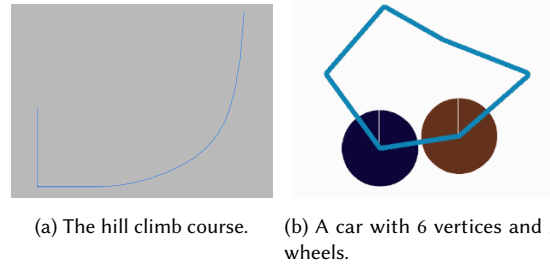 (a) The hill climb course.
(b) A car with 6 vertices and
wheels.